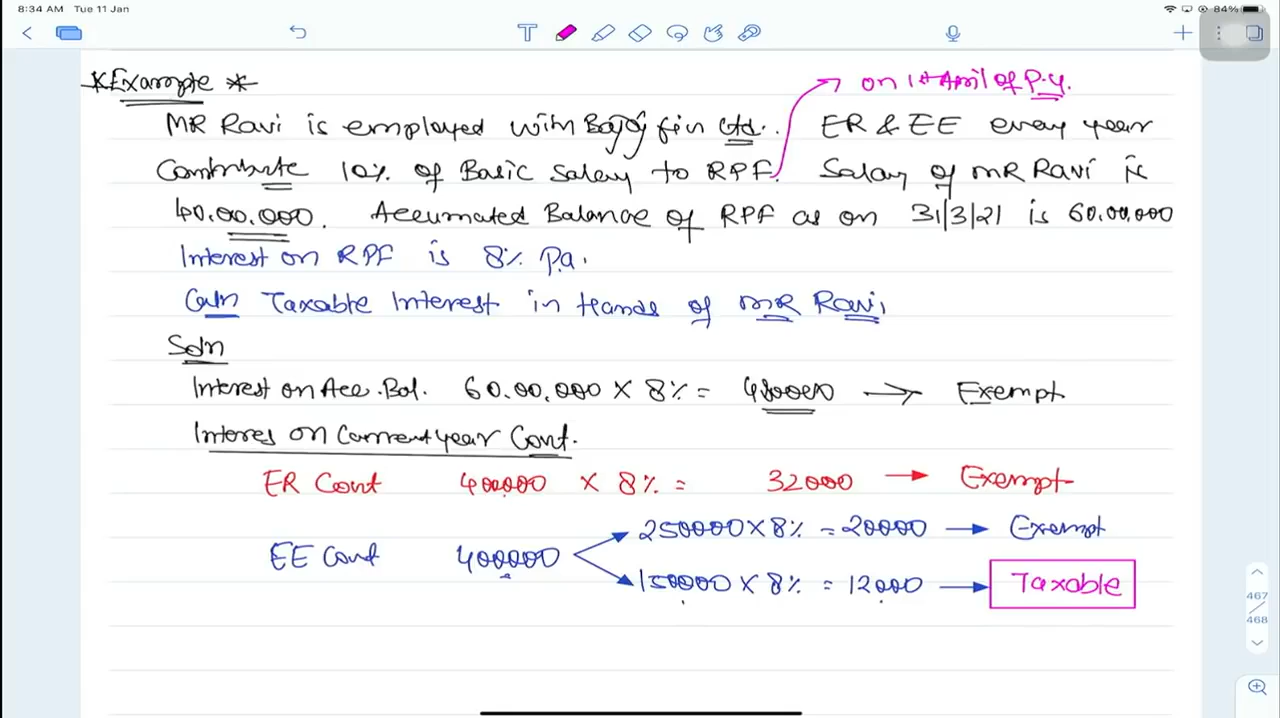 8:34 AM Tue 11 Jan
84%
*Example *
on 1st April of P.Y.
MR Ravi is employed with Bajaj fin Ltd. ER & EE every year
Contribute 10% of Basic Salary to RPF. Salary of MR Ravi is
40.00.000. Accumated Balance of RPF as on 31/3/21 is 60.00.000
Interest on RPF is 8% P.a.
Caln Taxable Interest in Hands of MR Ravi.
Soln
Interest on Acc. Bal. 60.00.000 X 8% = 480000 → Exempt
Interes on Current year Cont.
ER Cont 400000 X 8% = 32000 → Exempt
250000 X 8% = 20000 → Exempt
EE Cont 400000
150000 X 8% = 12000 → Taxable
467
468